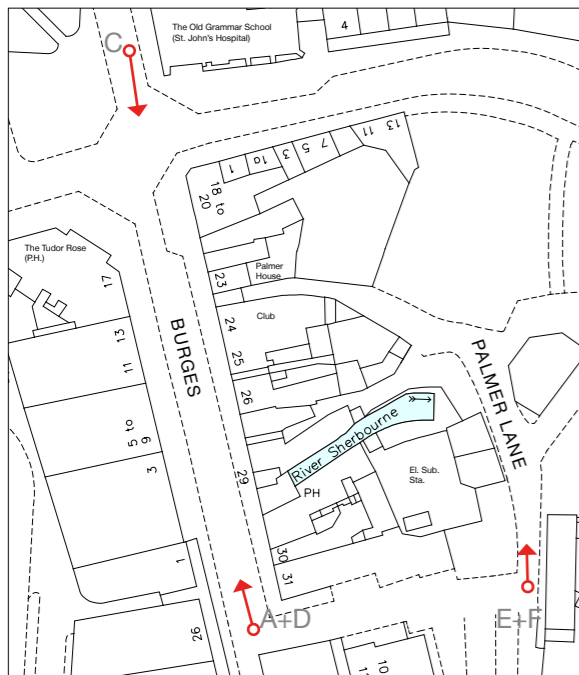 The Old Grammar School
(St. John's Hospital)
4
C
13
11
7 5
3
1a
1
18 to
20
The Tudor Rose
(P.H.)
17
Palmer
House
23
24
Club
25
13
11
26
BURGES
PALMER LANE
9
5 to
3
River Sherbourne
El. Sub.
Sta.
29
PH
30
31
1
A+D
E+F
26
10